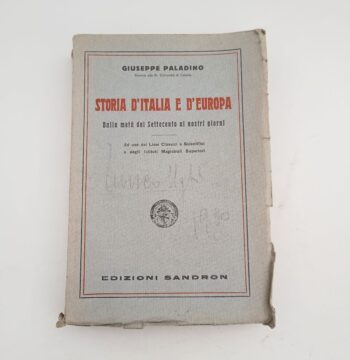 GIUSEPPE PALADINO
STORIA D'ITALIA E D'EUROPA
Dalla metà del Settecento ai nostri giorni
Ad uso dei Licei Classici e Scientifici
e degli Istituti Magistrali Superiori
EDIZIONI SANDRON